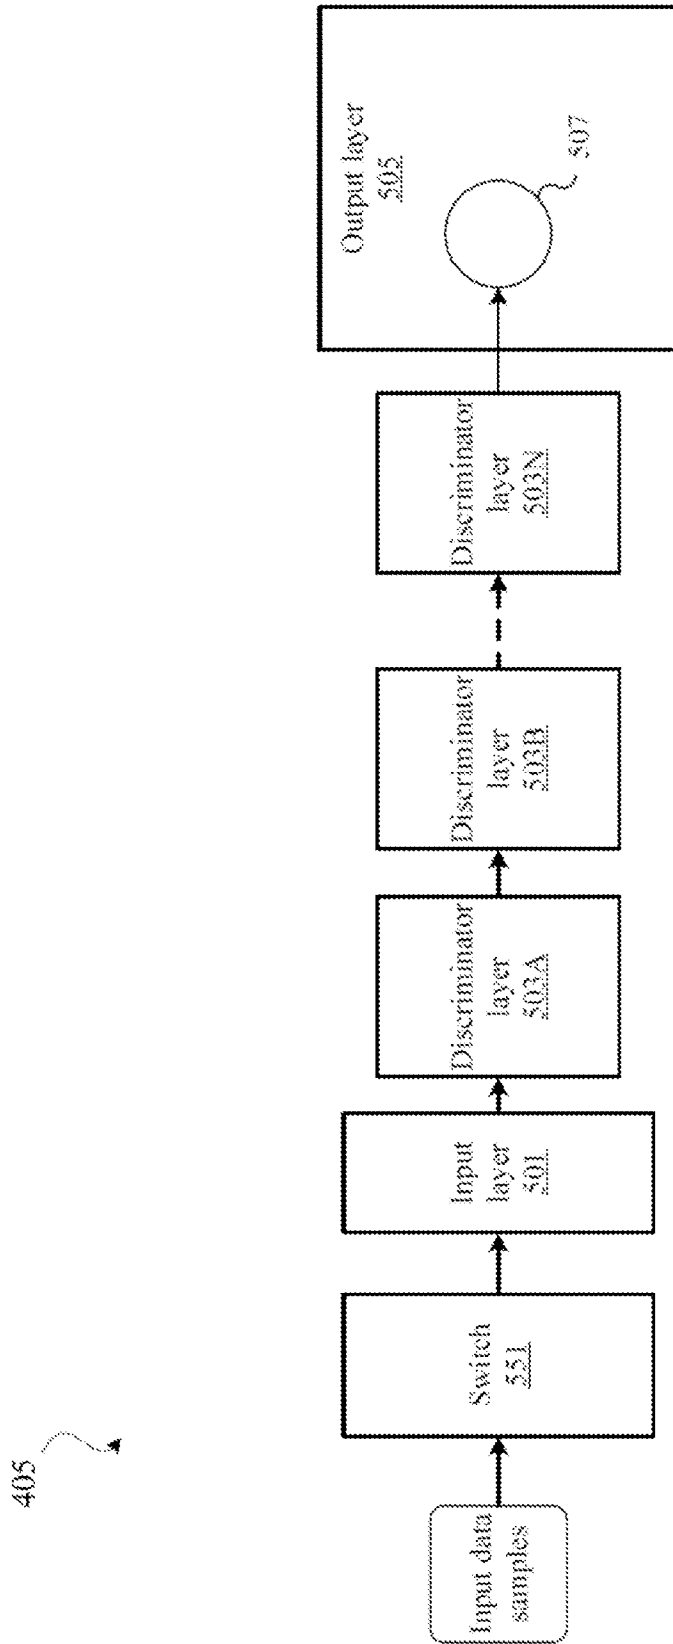 405
Input data
samples
Switch
551
Input
layer
501
Discriminator
layer
503A
Discriminator
layer
503B
Discriminator
layer
503N
Output layer
505
507